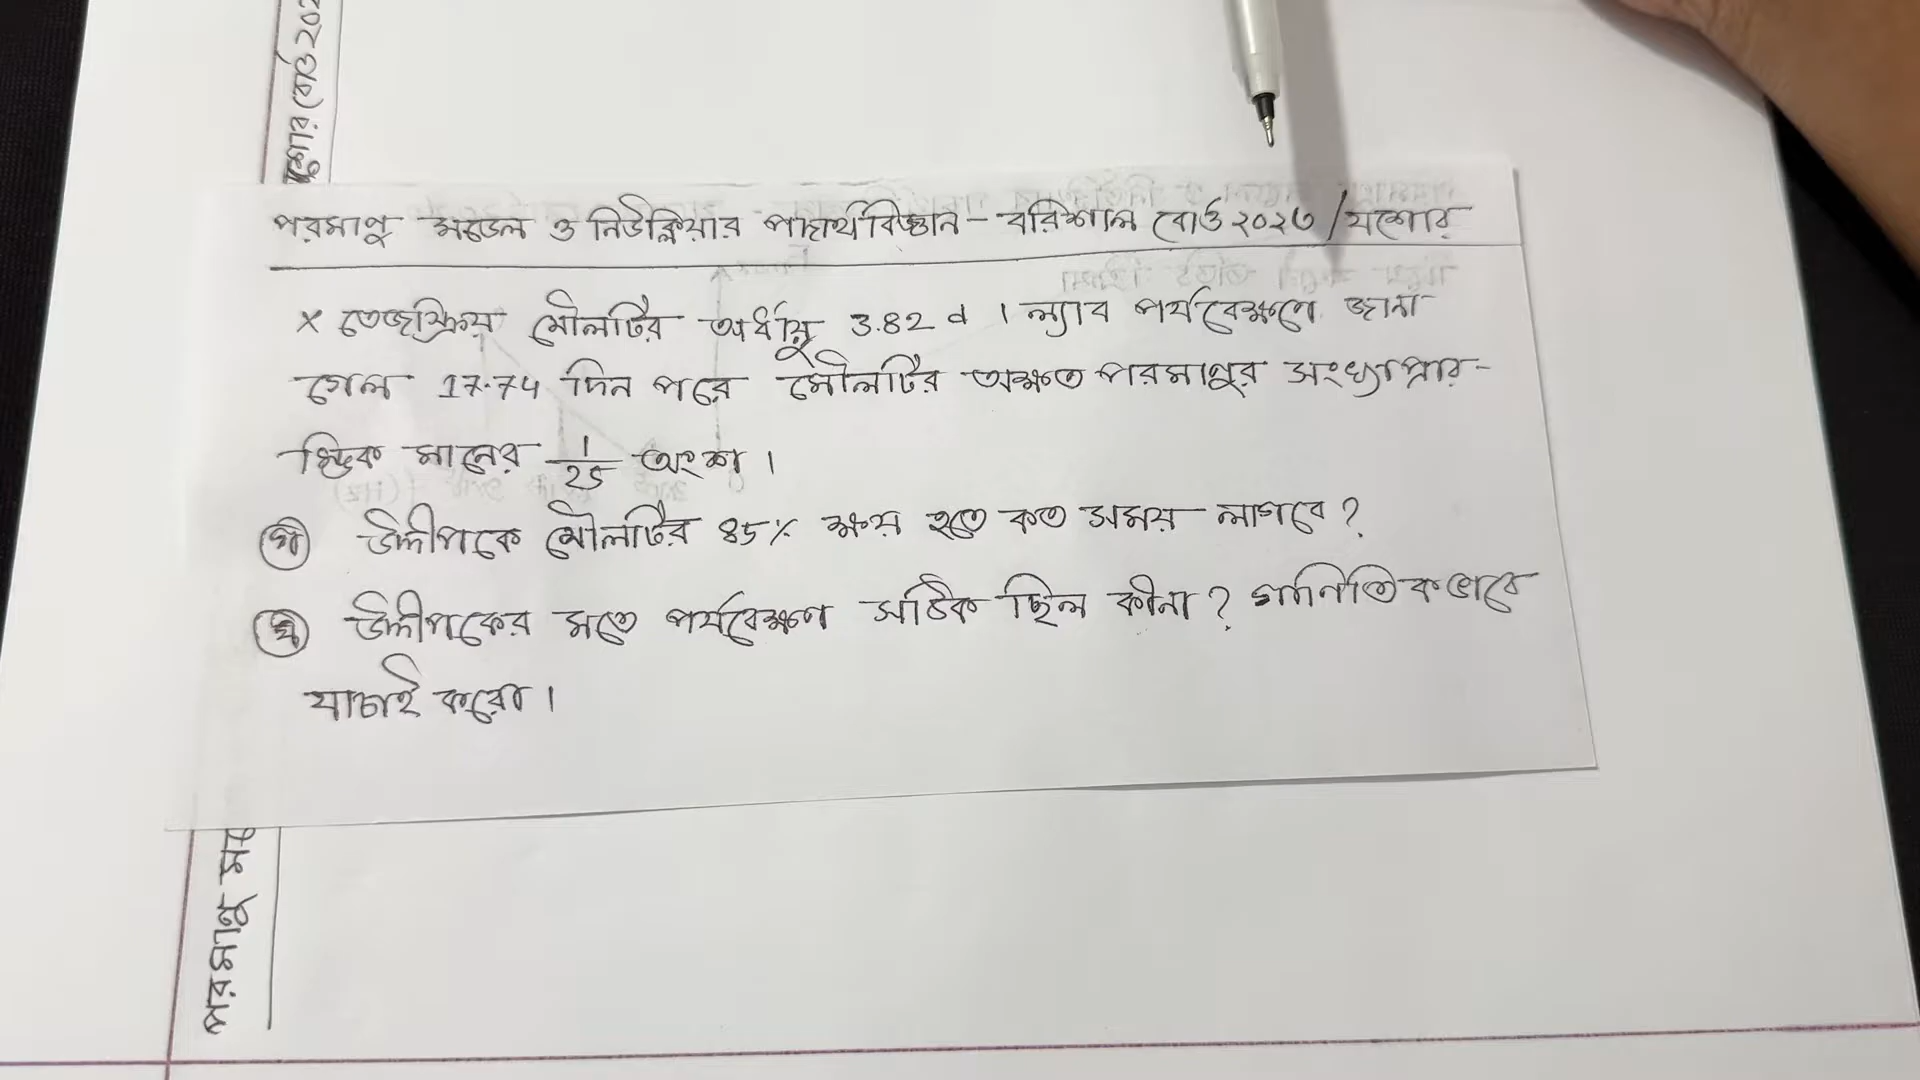 পরমাণু মডেল ও নিউক্লিয়ার পদার্থবিজ্ঞান - বরিশাল বোর্ড ২০২৩ / যশোর
X তেজস্ক্রিয় মৌলটির অর্ধায়ু 3.82 d । ল্যাব পর্যবেক্ষণে জানা
গেল 17.74 দিন পরে মৌলটির অক্ষত পরমাণুর সংখ্যা প্রার-
ম্ভিক মানের 1/25 অংশ ।
গ উদ্দীপকে মৌলটির 85% ক্ষয় হতে কত সময় লাগবে ?
ঘ উদ্দীপকের মতে পর্যবেক্ষণ সঠিক ছিল কীনা ? গানিতিকভাবে
যাচাই করো ।
বোর্ড 202
পরমাণু